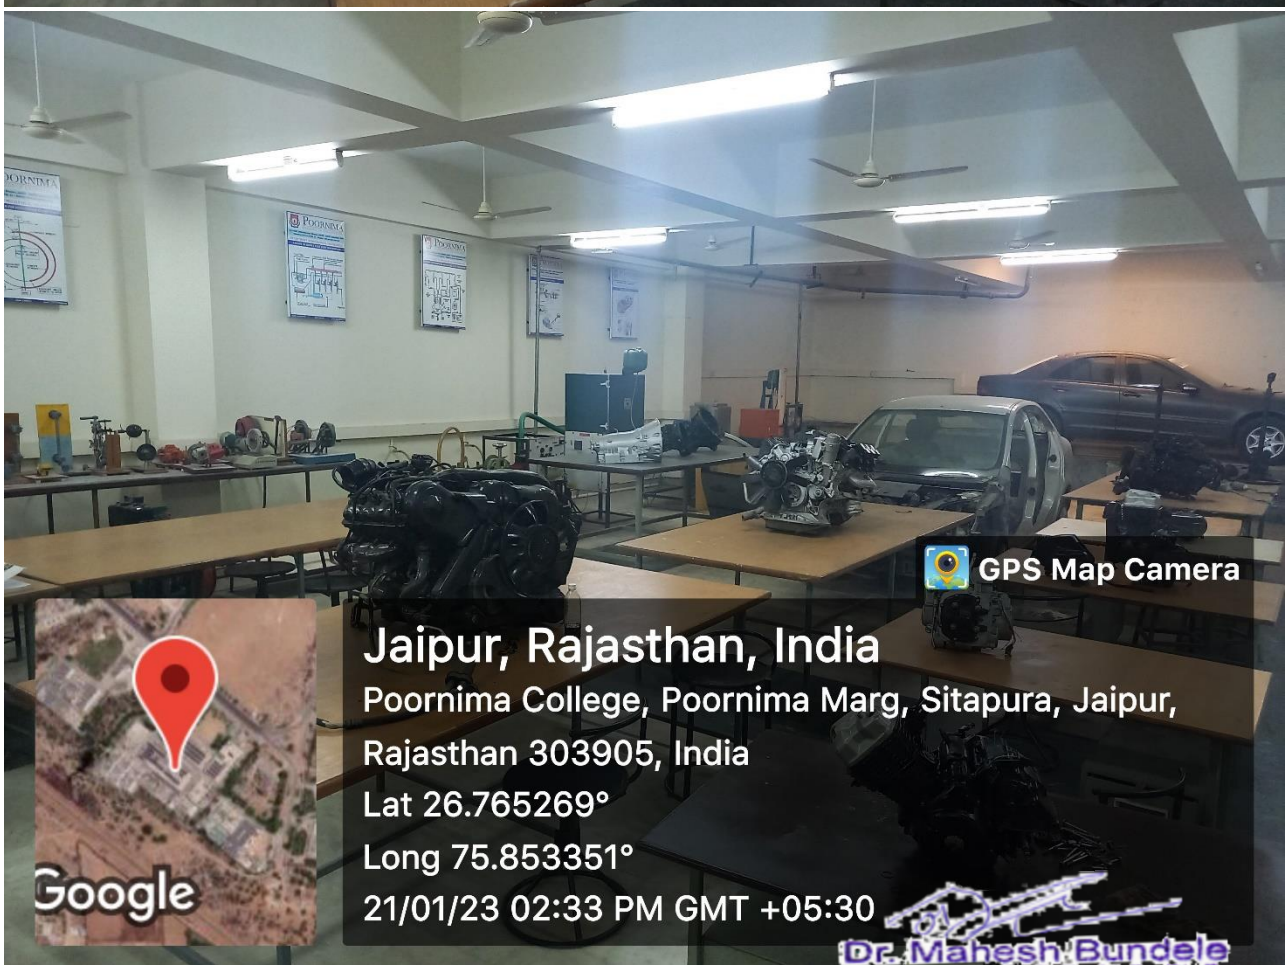 POORNIMA
POORNIMA
POORNIMA
GPS Map Camera
Jaipur, Rajasthan, India
Poornima College, Poornima Marg, Sitapura, Jaipur,
Rajasthan 303905, India
Lat 26.765269°
Long 75.853351°
21/01/23 02:33 PM GMT +05:30
Google
Dr. Mahesh Bundele